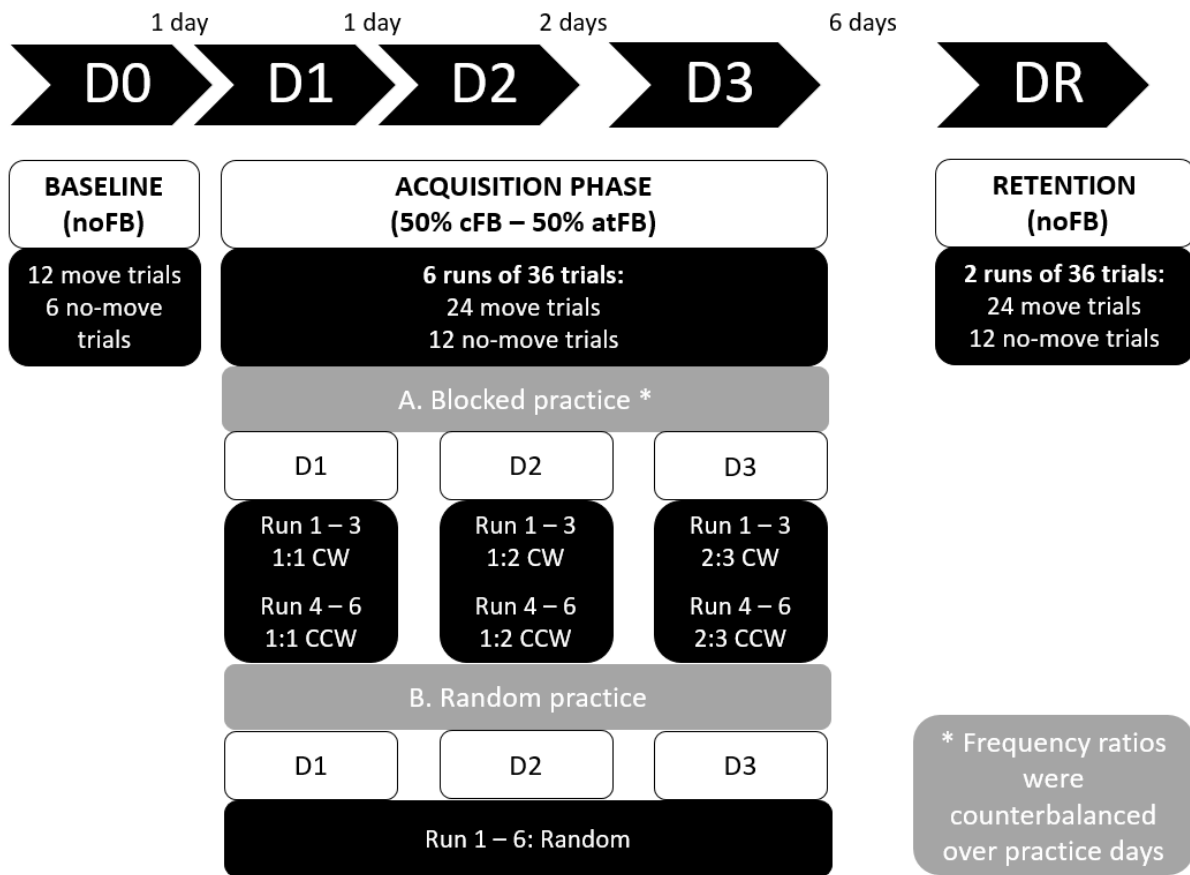 1 day
1 day
2 days
6 days
D0
D1
D2
D3
DR
BASELINE
(noFB)
12 move trials
6 no-move
trials
ACQUISITION PHASE
(50% cFB – 50% atFB)
6 runs of 36 trials:
24 move trials
12 no-move trials
RETENTION
(noFB)
2 runs of 36 trials:
24 move trials
12 no-move trials
A. Blocked practice *
D1
D2
D3
Run 1 – 3
1:1 CW
Run 4 – 6
1:1 CCW
Run 1 – 3
1:2 CW
Run 4 – 6
1:2 CCW
Run 1 – 3
2:3 CW
Run 4 – 6
2:3 CCW
B. Random practice
D1
D2
D3
Run 1 – 6: Random
* Frequency ratios
were
counterbalanced
over practice days